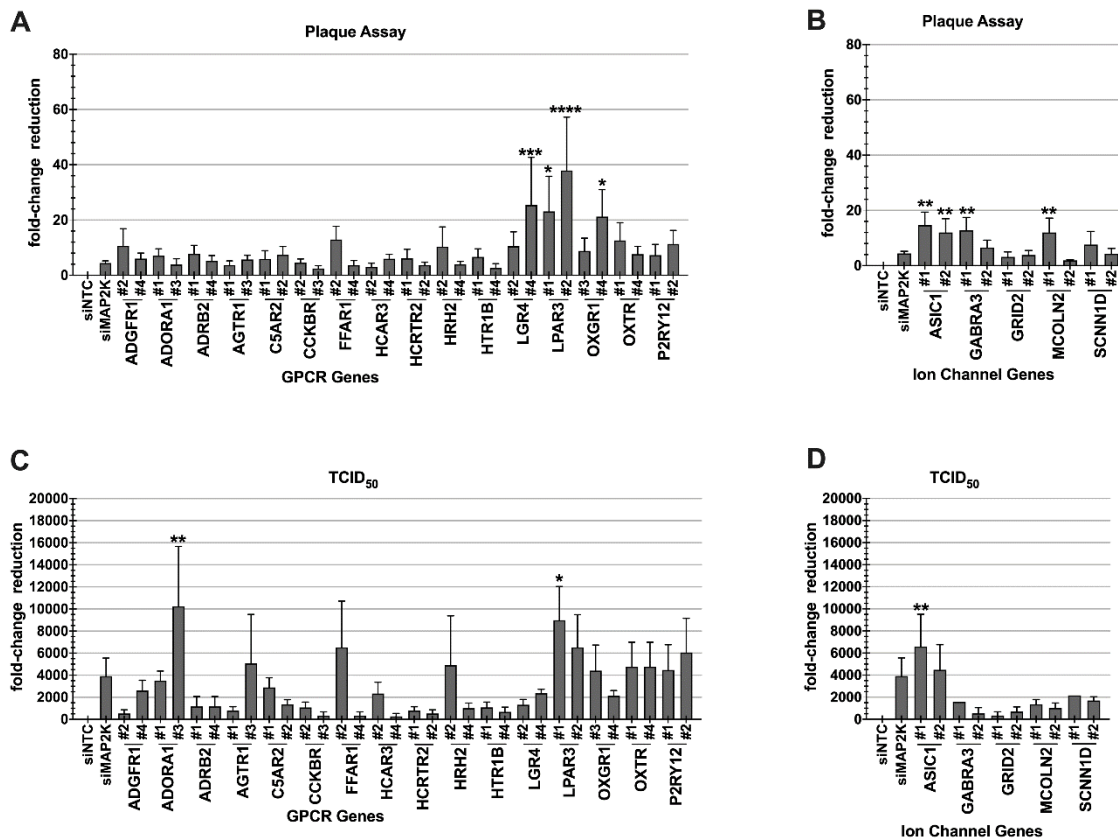 A
Plaque Assay
fold-change reduction
80
60
40
20
0
*** * **** *
siNTC siMAP2K #2 #4 #1 #3 #1 #4 #1 #3 #1 #2 #2 #3 #2 #4 #2 #4 #1 #2 #2 #4 #1 #4 #2 #4 #1 #2 #3 #4 #1 #4 #1 #2
ADGFR1 ADORA1 ADRB2 AGTR1 C5AR2 CCKBR FFAR1 HCAR3 HCRTR2 HRH2 HTR1B LGR4 LPAR3 OXGR1 OXTR P2RY12
GPCR Genes
B
Plaque Assay
fold-change reduction
80
60
40
20
0
** ** ** **
siNTC siMAP2K #1 #2 #1 #2 #1 #2 #1 #2 #1 #2
ASIC1 GABRA3 GRID2 MCOLN2 SCNN1D
Ion Channel Genes
C
TCID50
fold-change reduction
20000
18000
16000
14000
12000
10000
8000
6000
4000
2000
0
** *
siNTC siMAP2K #2 #4 #1 #3 #1 #4 #1 #3 #1 #2 #2 #3 #2 #4 #2 #4 #1 #2 #2 #4 #1 #4 #2 #4 #1 #2 #3 #4 #1 #4 #1 #2
ADGFR1 ADORA1 ADRB2 AGTR1 C5AR2 CCKBR FFAR1 HCAR3 HCRTR2 HRH2 HTR1B LGR4 LPAR3 OXGR1 OXTR P2RY12
GPCR Genes
D
TCID50
fold-change reduction
20000
18000
16000
14000
12000
10000
8000
6000
4000
2000
0
**
siNTC siMAP2K #1 #2 #1 #2 #1 #2 #1 #2 #1 #2
ASIC1 GABRA3 GRID2 MCOLN2 SCNN1D
Ion Channel Genes